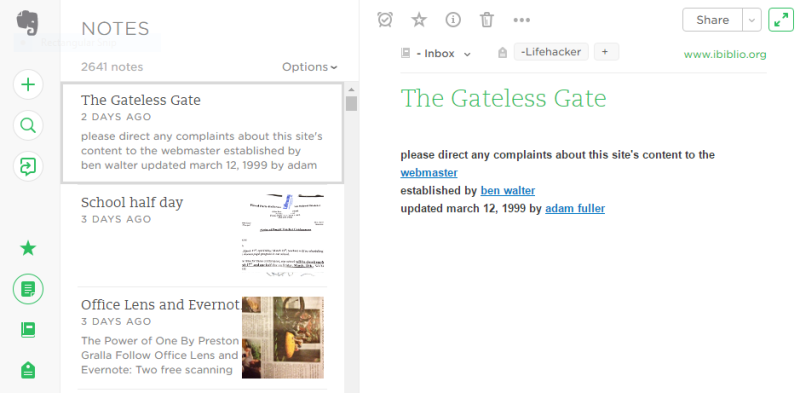 NOTES
2641 notes
Options
The Gateless Gate
2 DAYS AGO
please direct any complaints about this site's
content to the webmaster established by
ben walter updated march 12, 1999 by adam
School half day
3 DAYS AGO
Office Lens and Evernot
3 DAYS AGO
The Power of One By Preston
Gralla Follow Office Lens and
Evernote: Two free scanning
Share
- Inbox
-Lifehacker
+
www.ibiblio.org
The Gateless Gate
please direct any complaints about this site's content to the
webmaster
established by ben walter
updated march 12, 1999 by adam fuller